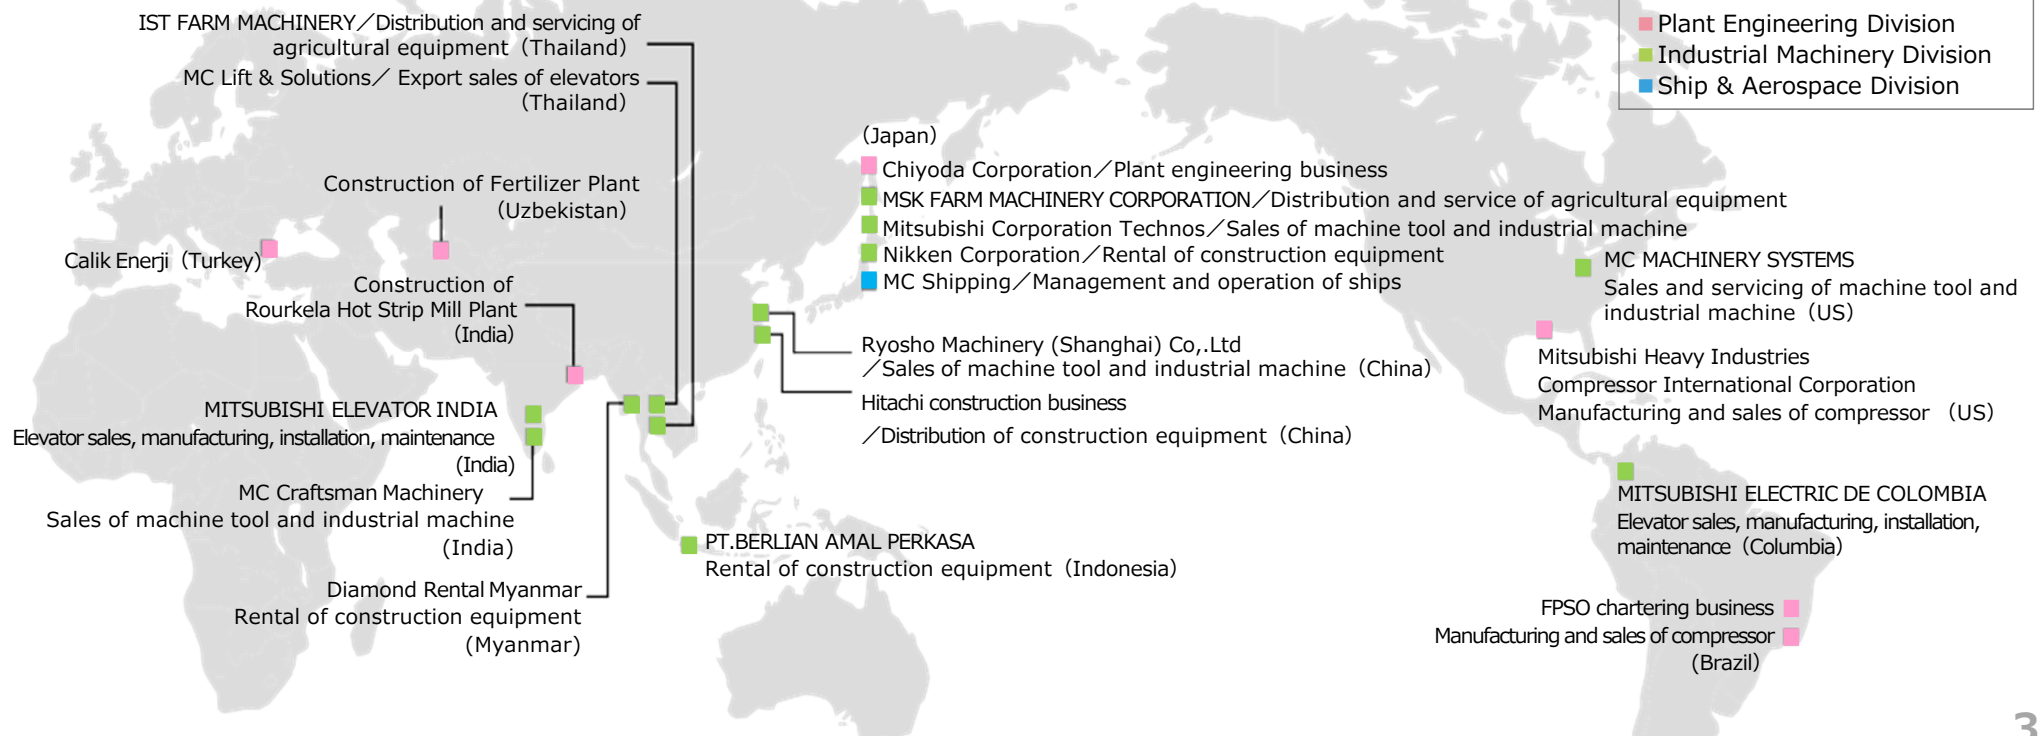 IST FARM MACHINERY／Distribution and servicing of
agricultural equipment（Thailand）
MC Lift & Solutions／ Export sales of elevators
（Thailand）
Construction of Fertilizer Plant
（Uzbekistan）
Calik Enerji（Turkey）
Construction of
Rourkela Hot Strip Mill Plant
（India）
MITSUBISHI ELEVATOR INDIA
Elevator sales, manufacturing, installation, maintenance
（India）
MC Craftsman Machinery
Sales of machine tool and industrial machine
（India）
Diamond Rental Myanmar
Rental of construction equipment
（Myanmar）
（Japan）
Chiyoda Corporation／Plant engineering business
MSK FARM MACHINERY CORPORATION／Distribution and service of agricultural equipment
Mitsubishi Corporation Technos／Sales of machine tool and industrial machine
Nikken Corporation／Rental of construction equipment
MC Shipping／Management and operation of ships
Ryosho Machinery (Shanghai) Co,.Ltd
／Sales of machine tool and industrial machine（China）
Hitachi construction business
／Distribution of construction equipment（China）
PT.BERLIAN AMAL PERKASA
Rental of construction equipment（Indonesia）
Plant Engineering Division
Industrial Machinery Division
Ship & Aerospace Division
MC MACHINERY SYSTEMS
Sales and servicing of machine tool and
industrial machine（US）
Mitsubishi Heavy Industries
Compressor International Corporation
Manufacturing and sales of compressor （US）
MITSUBISHI ELECTRIC DE COLOMBIA
Elevator sales, manufacturing, installation,
maintenance（Columbia）
FPSO chartering business
Manufacturing and sales of compressor
（Brazil）
3